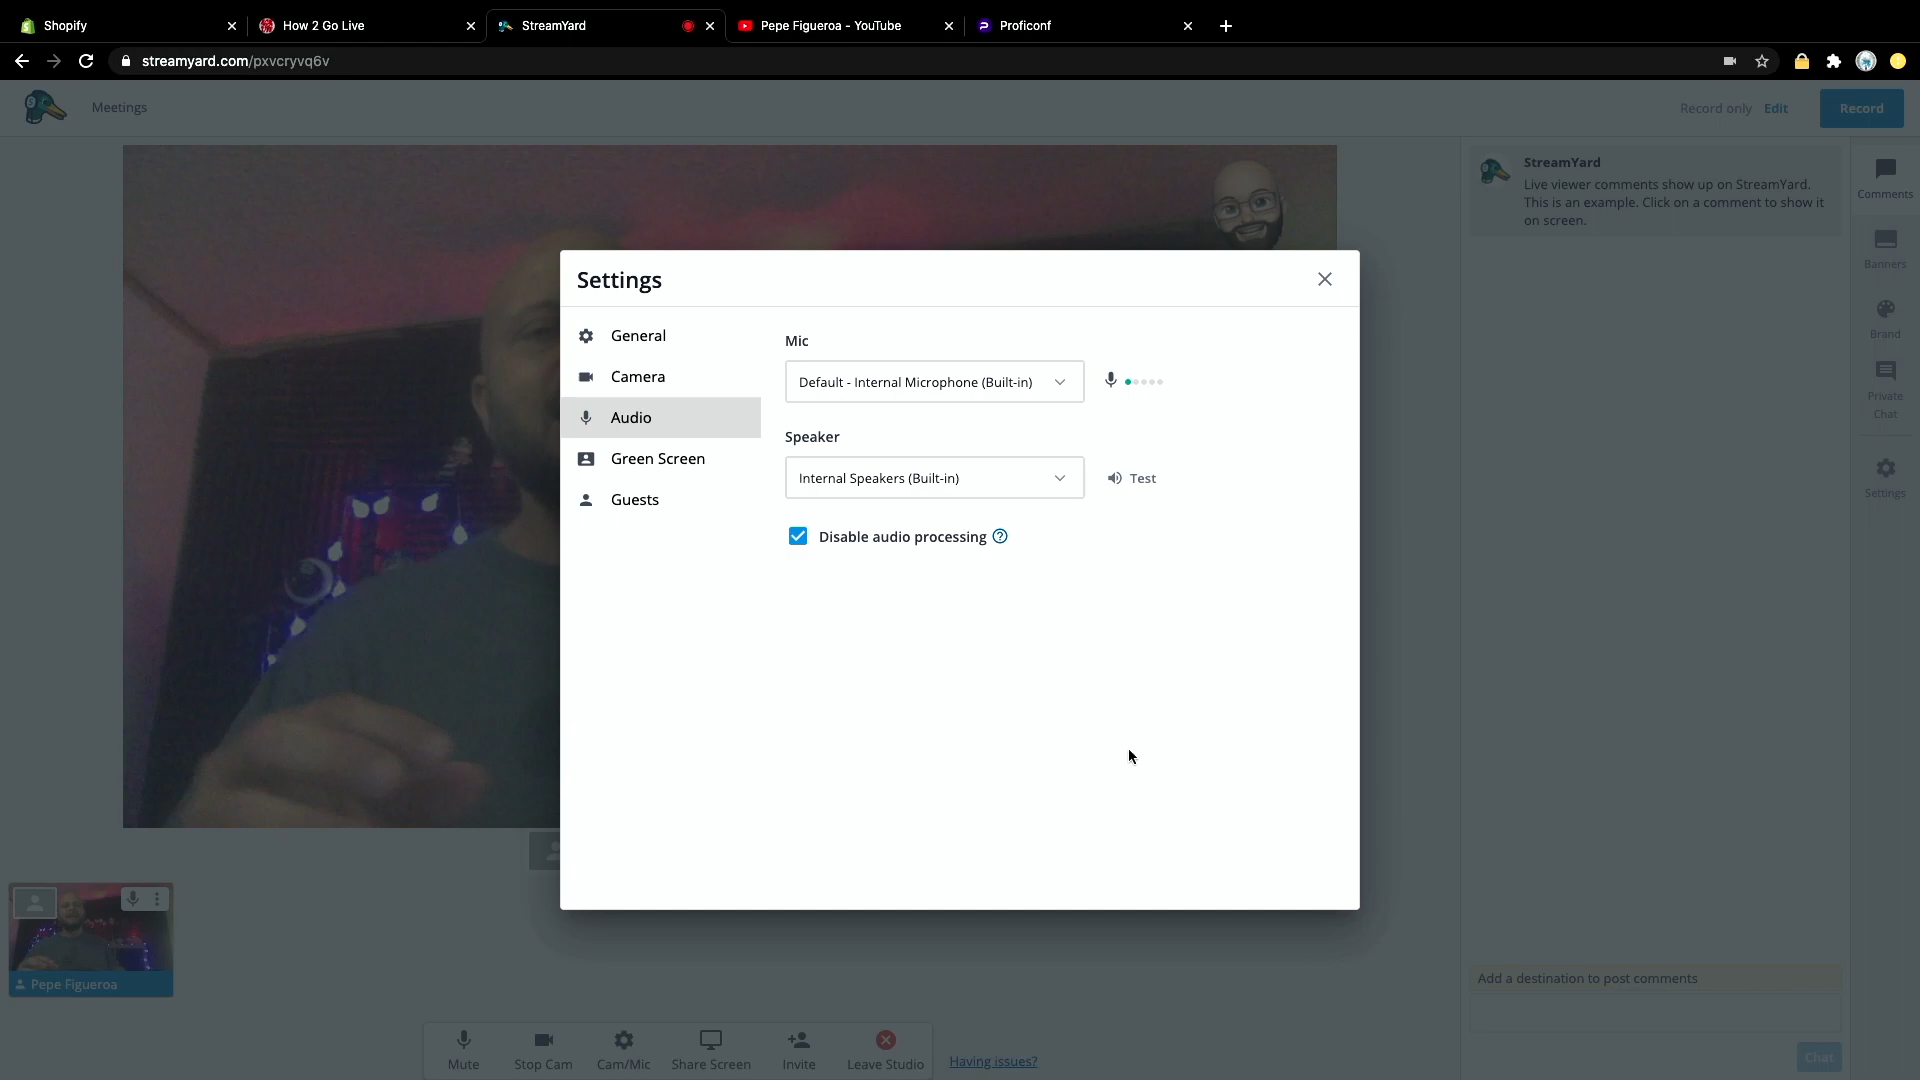 Shopify
How 2 Go Live
StreamYard
Pepe Figueroa - YouTube
Proficonf
streamyard.com/pxvcryvq6v
Meetings
Record only Edit
Record
StreamYard
Live viewer comments show up on StreamYard.
This is an example. Click on a comment to show it
on screen.
Comments
Banners
Brand
Private
Chat
Settings
Settings
General
Camera
Audio
Green Screen
Guests
Mic
Default - Internal Microphone (Built-in)
Speaker
Internal Speakers (Built-in)
Test
Disable audio processing
Pepe Figueroa
Add a destination to post comments
Chat
Mute
Stop Cam
Cam/Mic
Share Screen
Invite
Leave Studio
Having issues?